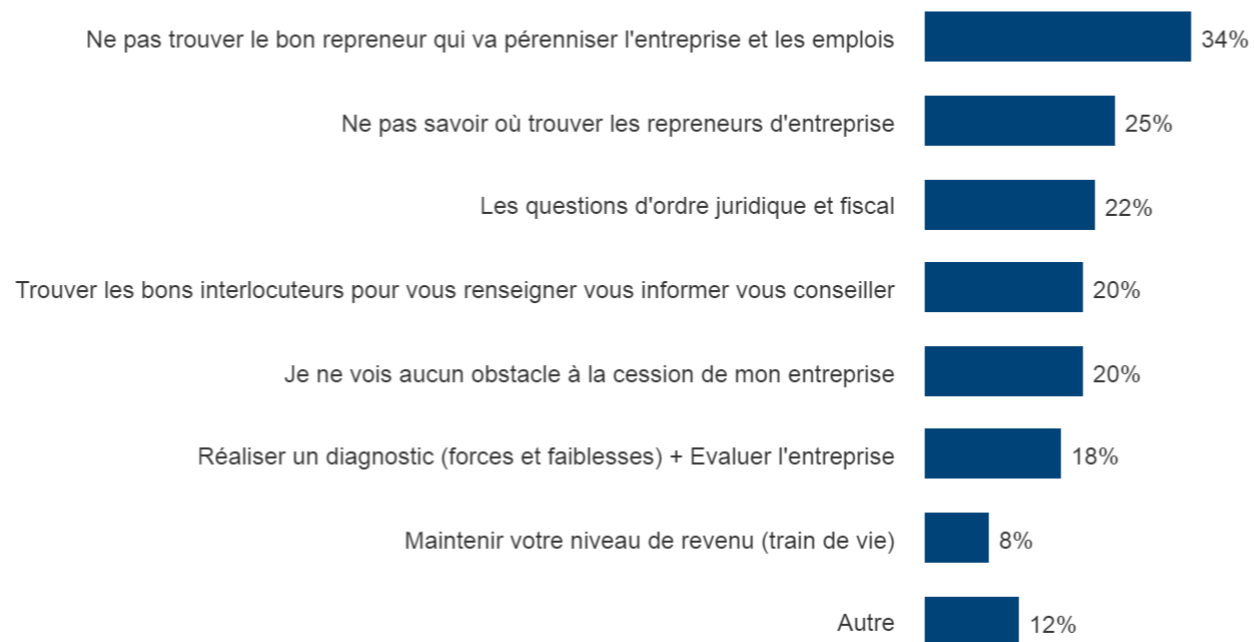 Ne pas trouver le bon repreneur qui va pérenniser l'entreprise et les emplois 34%
Ne pas savoir où trouver les repreneurs d'entreprise 25%
Les questions d'ordre juridique et fiscal 22%
Trouver les bons interlocuteurs pour vous renseigner vous informer vous conseiller 20%
Je ne vois aucun obstacle à la cession de mon entreprise 20%
Réaliser un diagnostic (forces et faiblesses) + Evaluer l'entreprise 18%
Maintenir votre niveau de revenu (train de vie) 8%
Autre 12%